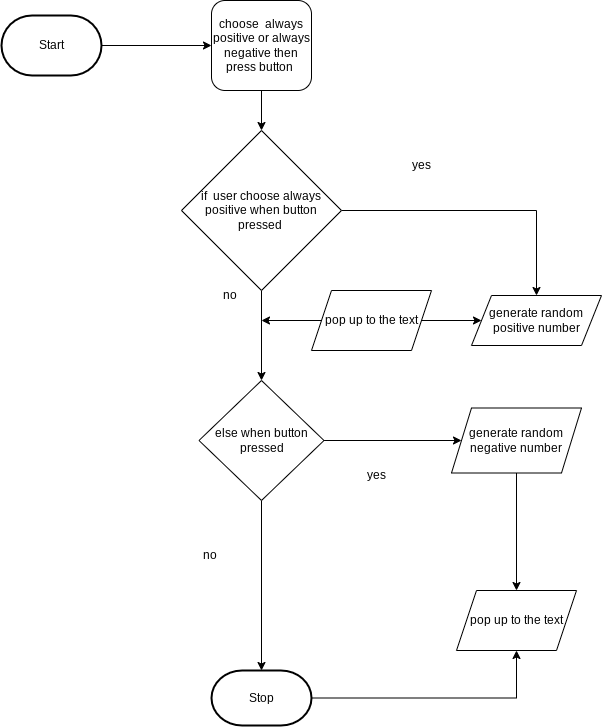 Start
choose always
positive or always
negative then
press button
yes
if user choose always
positive when button
pressed
no
pop up to the text
generate random
positive number
else when button
pressed
generate random
negative number
yes
no
pop up to the text
Stop